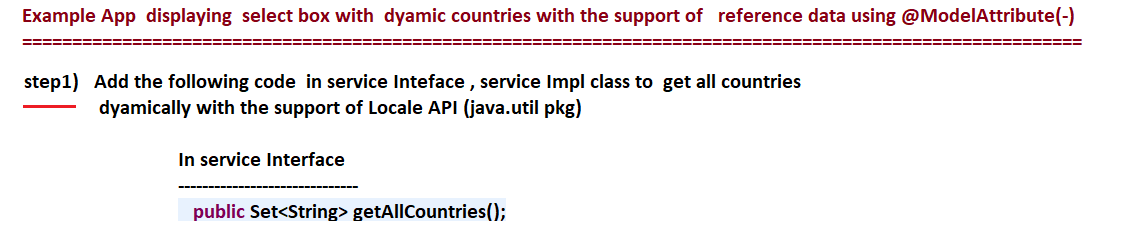 Example App displaying select box with dyamic countries with the support of reference data using @ModelAttribute(-)
==========================================================================================
step1) Add the following code in service Inteface , service Impl class to get all countries
dyamically with the support of Locale API (java.util pkg)
In service Interface
------------------------------
public Set<String> getAllCountries();